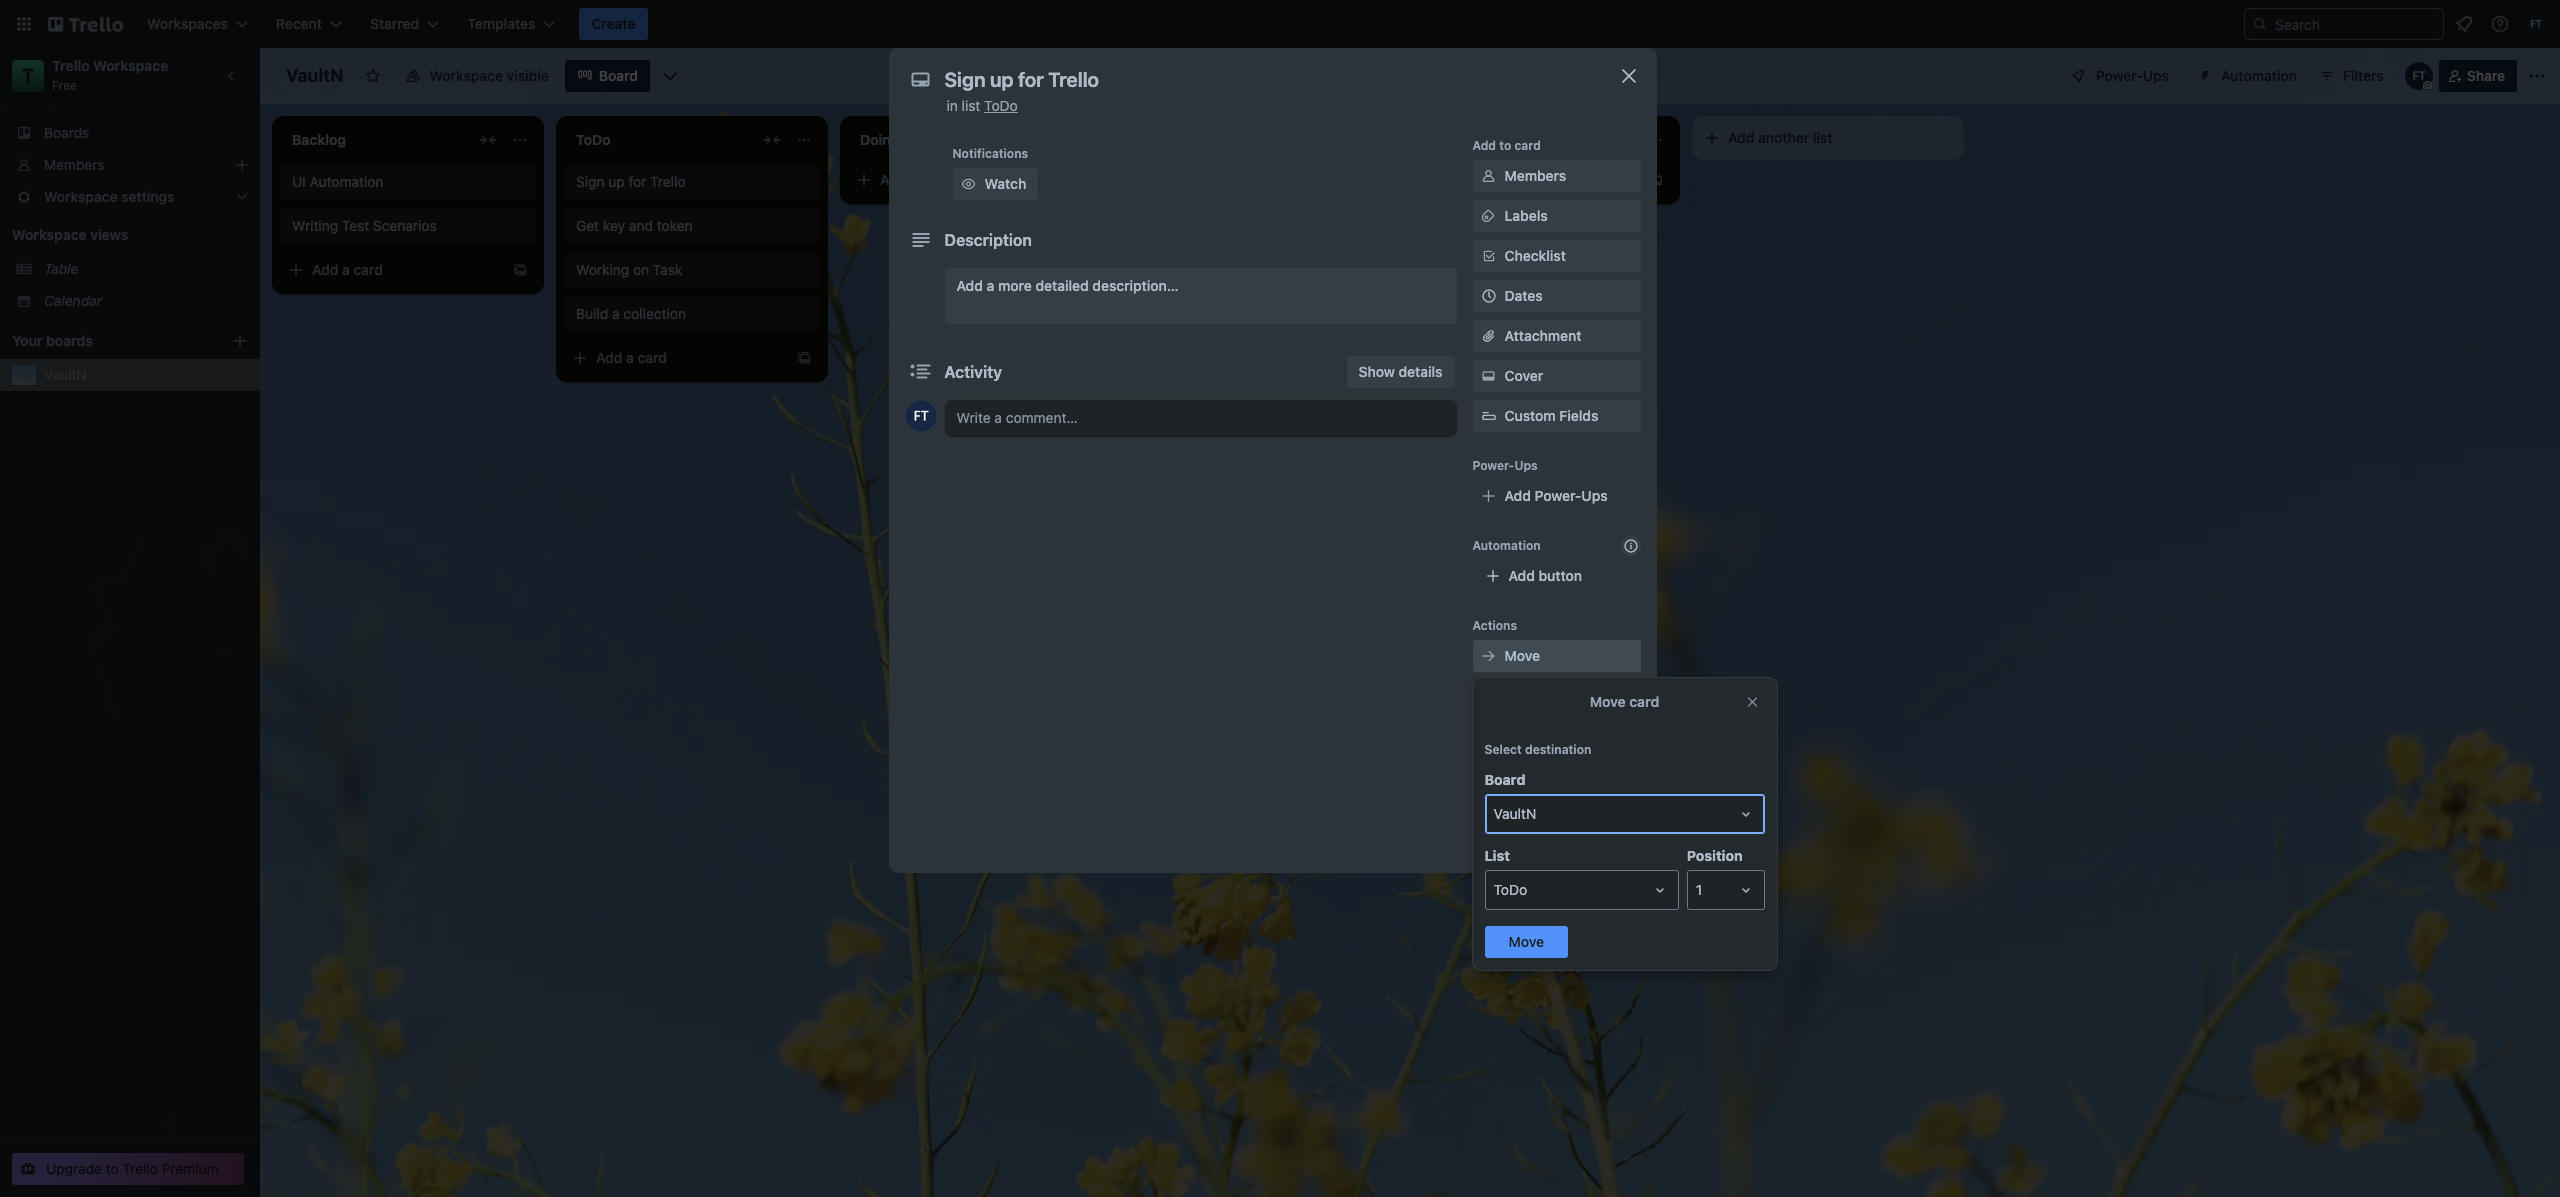 Trello
Workspaces
Recent
Starred
Templates
Create
Search
FT
T
Trello Workspace
Free
VaultN
Workspace visible
Board
Power-Ups
Automation
Filters
FT
Share
Boards
Members
Workspace settings
Workspace views
Table
Calendar
Your boards
VaultN
Upgrade to Trello Premium
Backlog
UI Automation
Writing Test Scenarios
Add a card
ToDo
Sign up for Trello
Get key and token
Working on Task
Build a collection
Add a card
Doin
A
Add another list
Sign up for Trello
in list ToDo
Notifications
Watch
Description
Add a more detailed description...
Activity
Show details
FT
Write a comment...
Add to card
Members
Labels
Checklist
Dates
Attachment
Cover
Custom Fields
Power-Ups
Add Power-Ups
Automation
Add button
Actions
Move
Move card
Select destination
Board
VaultN
List
Position
ToDo
1
Move